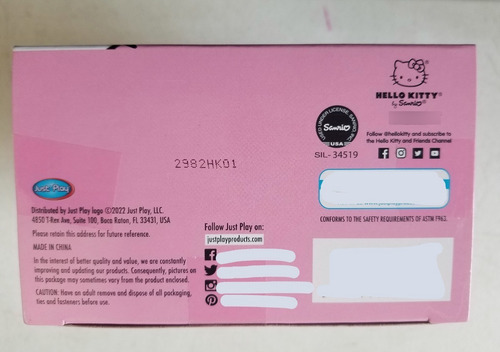 HELLO KITTY®
by Sanrio®
USED UNDER LICENSE SANRIO, INC.
Sanrio
USA
Follow @hellokitty and subscribe to
the Hello Kitty and Friends Channel
SIL-34519
2982HK01
Just Play
Distributed by Just Play logo ©2022 Just Play, LLC.
4850 T-Rex Ave, Suite 100, Boca Raton, FL 33431, USA
Please retain this address for future reference.
MADE IN CHINA
In the interest of better quality and value, we are constantly
improving and updating our products. Consequently, pictures on
this package may sometimes vary from the product enclosed.
CAUTION: Have an adult remove and dispose of all packaging,
ties and fasteners before use.
Follow Just Play on:
justplayproducts.com
CONFORMS TO THE SAFETY REQUIREMENTS OF ASTM F963.